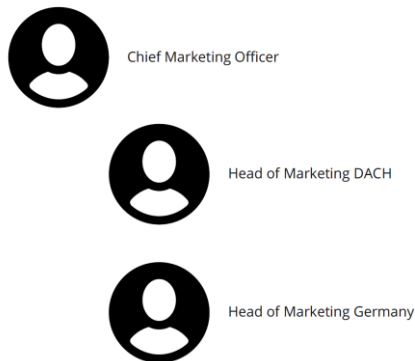 Chief Marketing Officer
Head of Marketing DACH
Head of Marketing Germany